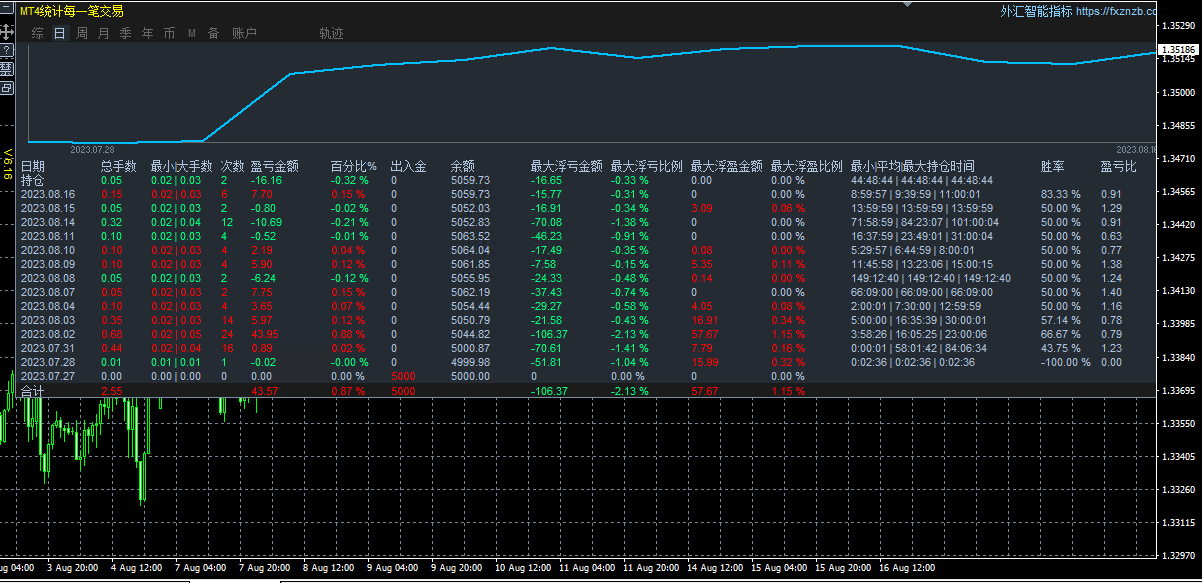 MT4统计每一笔交易 外汇智能指标 https://fxznzb.cc
综 日 周 月 季 年 币 M 备 账户 轨迹
?
禁
V.6.16
2023.07.28 2023.08.16
日期 总手数 最小|大手数 次数 盈亏金额 百分比% 出入金 余额 最大浮亏金额 最大浮亏比例 最大浮盈金额 最大浮盈比例 最小|平均|最大持仓时间 胜率 盈亏比
持仓 0.05 0.02 | 0.03 2 -16.16 -0.32 % 0 5059.73 -16.65 -0.33 % 0.00 0.00 % 44:48:44 | 44:48:44 | 44:48:44
2023.08.16 0.15 0.02 | 0.03 6 7.70 0.15 % 0 5059.73 -15.77 -0.31 % 0 0.00 % 8:59:57 | 9:39:59 | 11:00:01 83.33 % 0.91
2023.08.15 0.05 0.02 | 0.03 2 -0.80 -0.02 % 0 5052.03 -16.91 -0.34 % 3.09 0.06 % 13:59:59 | 13:59:59 | 13:59:59 50.00 % 1.29
2023.08.14 0.32 0.02 | 0.04 12 -10.69 -0.21 % 0 5052.83 -70.08 -1.38 % 0 0.00 % 71:58:59 | 84:23:07 | 101:00:04 50.00 % 0.91
2023.08.11 0.10 0.02 | 0.03 4 -0.52 -0.01 % 0 5063.52 -46.23 -0.91 % 0 0.00 % 16:37:59 | 23:49:01 | 31:00:04 50.00 % 0.63
2023.08.10 0.10 0.02 | 0.03 4 2.19 0.04 % 0 5064.04 -17.49 -0.35 % 0.08 0.00 % 5:29:57 | 6:44:59 | 8:00:01 50.00 % 0.77
2023.08.09 0.10 0.02 | 0.03 4 5.90 0.12 % 0 5061.85 -7.58 -0.15 % 5.35 0.11 % 11:45:58 | 13:23:06 | 15:00:15 50.00 % 1.38
2023.08.08 0.05 0.02 | 0.03 2 -6.24 -0.12 % 0 5055.95 -24.33 -0.48 % 0.14 0.00 % 149:12:40 | 149:12:40 | 149:12:40 50.00 % 1.24
2023.08.07 0.05 0.02 | 0.03 2 7.75 0.15 % 0 5062.19 -37.43 -0.74 % 0 0.00 % 66:09:00 | 66:09:00 | 66:09:00 50.00 % 1.40
2023.08.04 0.10 0.02 | 0.03 4 3.65 0.07 % 0 5054.44 -29.27 -0.58 % 4.05 0.08 % 2:00:01 | 7:30:00 | 12:59:59 50.00 % 1.16
2023.08.03 0.35 0.02 | 0.03 14 5.97 0.12 % 0 5050.79 -21.58 -0.43 % 16.91 0.34 % 5:00:00 | 16:35:39 | 30:00:01 57.14 % 0.78
2023.08.02 0.68 0.02 | 0.05 24 43.95 0.88 % 0 5044.82 -106.37 -2.13 % 57.67 1.15 % 3:58:26 | 16:05:25 | 23:00:06 66.67 % 0.79
2023.07.31 0.44 0.02 | 0.04 16 0.89 0.02 % 0 5000.87 -70.61 -1.41 % 7.79 0.16 % 0:00:01 | 58:01:42 | 84:06:34 43.75 % 1.23
2023.07.28 0.01 0.01 | 0.01 1 -0.02 -0.00 % 0 4999.98 -51.81 -1.04 % 15.99 0.32 % 0:02:36 | 0:02:36 | 0:02:36 -100.00 % 0.00
2023.07.27 0.00 0.00 | 0.00 0 0.00 0.00 % 5000 5000.00 0 0.00 % 0 0.00 %
合计 2.55 43.57 0.87 % 5000 -106.37 -2.13 % 57.67 1.15 %
1.35290
1.35186
1.35145
1.35000
1.34855
1.34710
1.34565
1.34420
1.34275
1.34130
1.33985
1.33840
1.33695
1.33550
1.33405
1.33260
1.33115
1.32970
ug 04:00 3 Aug 20:00 4 Aug 12:00 7 Aug 04:00 7 Aug 20:00 8 Aug 12:00 9 Aug 04:00 9 Aug 20:00 10 Aug 12:00 11 Aug 04:00 11 Aug 20:00 14 Aug 12:00 15 Aug 04:00 15 Aug 20:00 16 Aug 12:00